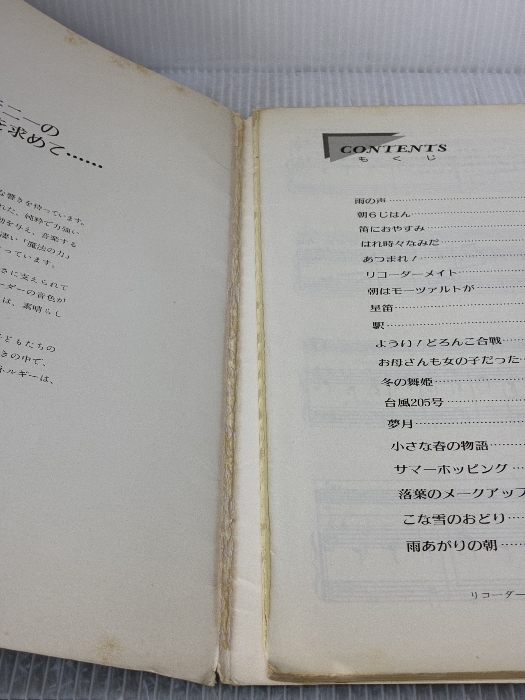 ニーの
を求めて……
な響きを待っています。
れた、純粋で力強い
動を与え、音楽する
凄い「魔法の力」
っています。
さに支えられて
ーダーの音色が
は、素晴らし
どもたちの
きの中で。
ネルギーは、
CONTENTS
もくじ
雨の声
朝6じはん
笛におやすみ
はれ時々なみだ
あつまれ!
リコーダーメイト
朝はモーツァルトが
星笛
駅
ようい!どろんこ合戦
お母さんも女の子だった
冬の舞姫
台風205号
夢月
小さな春の物語
サマーホッピング
落葉のメークアップ
こな雪のおどり
雨あがりの朝
リコーダー